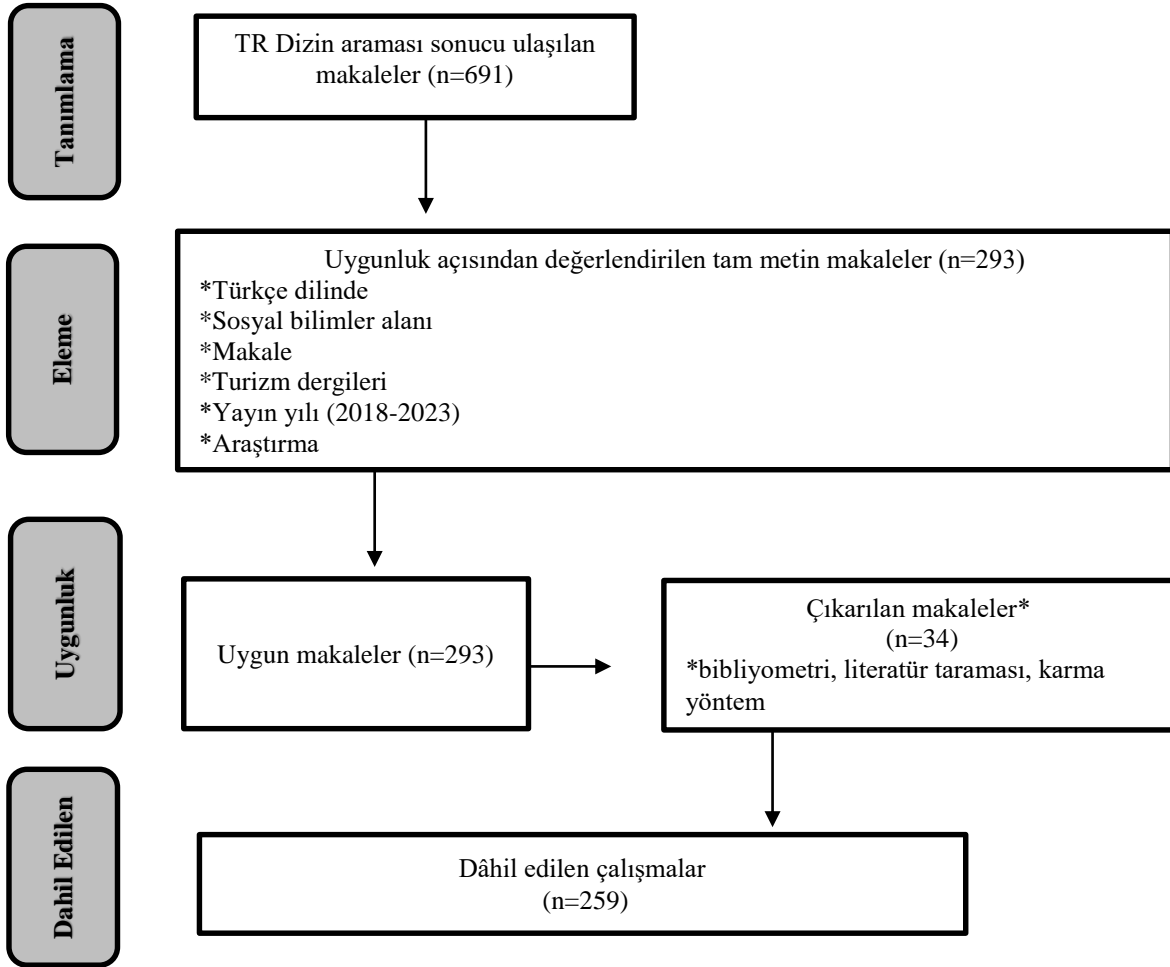 Tanımlama
TR Dizin araması sonucu ulaşılan
makaleler (n=691)
Eleme
Uygunluk açısından değerlendirilen tam metin makaleler (n=293)
*Türkçe dilinde
*Sosyal bilimler alanı
*Makale
*Turizm dergileri
*Yayın yılı (2018-2023)
*Araştırma
Uygunluk
Uygun makaleler (n=293)
Çıkarılan makaleler*
(n=34)
*bibliyometri, literatür taraması, karma
yöntem
Dahil Edilen
Dâhil edilen çalışmalar
(n=259)